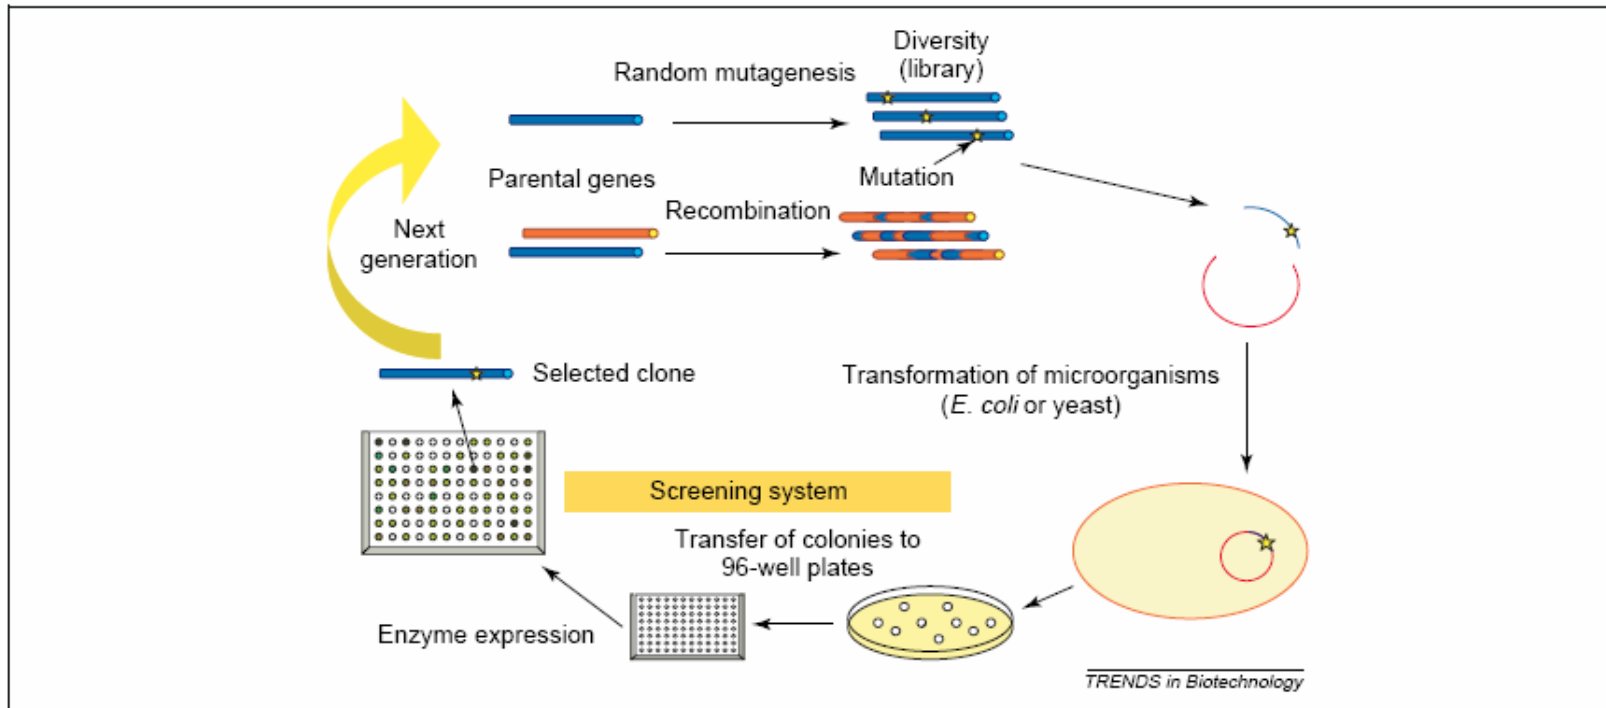 Diversity
(library)
Random mutagenesis
Parental genes
Mutation
Recombination
Next
generation
Selected clone
Transformation of microorganisms
(E. coli or yeast)
Screening system
Transfer of colonies to
96-well plates
Enzyme expression
TRENDS in Biotechnology